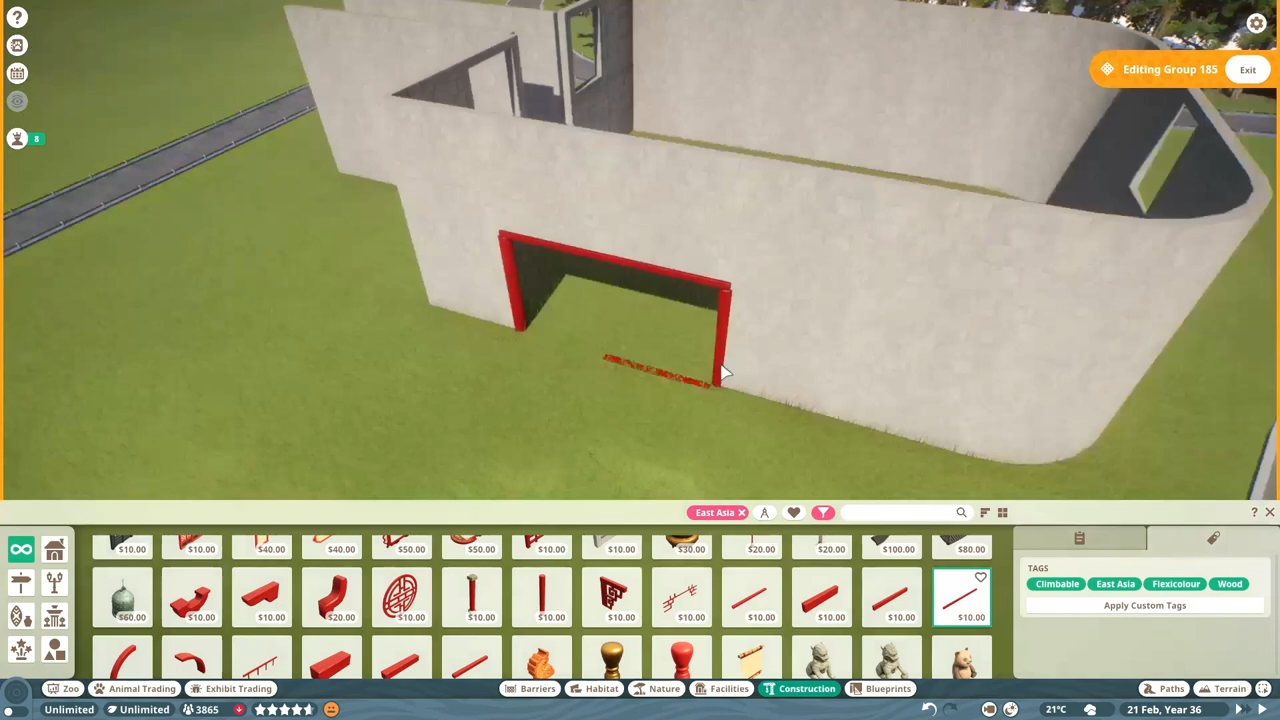 ?
Editing Group 185 Exit
8
East Asia ×
? ×
$10.00 $10.00 $40.00 $40.00 $50.00 $50.00 $10.00 $10.00 $30.00 $20.00 $20.00 $100.00 $80.00
TAGS
Climbable East Asia Flexicolour Wood
Apply Custom Tags
$60.00 $10.00 $10.00 $20.00 $10.00 $10.00 $10.00 $10.00 $10.00 $10.00 $10.00 $10.00 $10.00
Zoo Animal Trading Exhibit Trading Barriers Habitat Nature Facilities Construction Blueprints Paths Terrain
Unlimited Unlimited 3865 21°C 21 Feb, Year 36